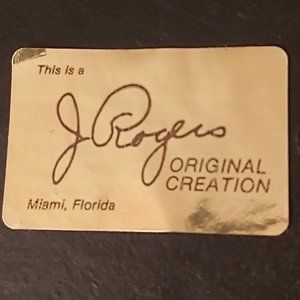 This is a
J Rogers
ORIGINAL
CREATION
Miami, Florida